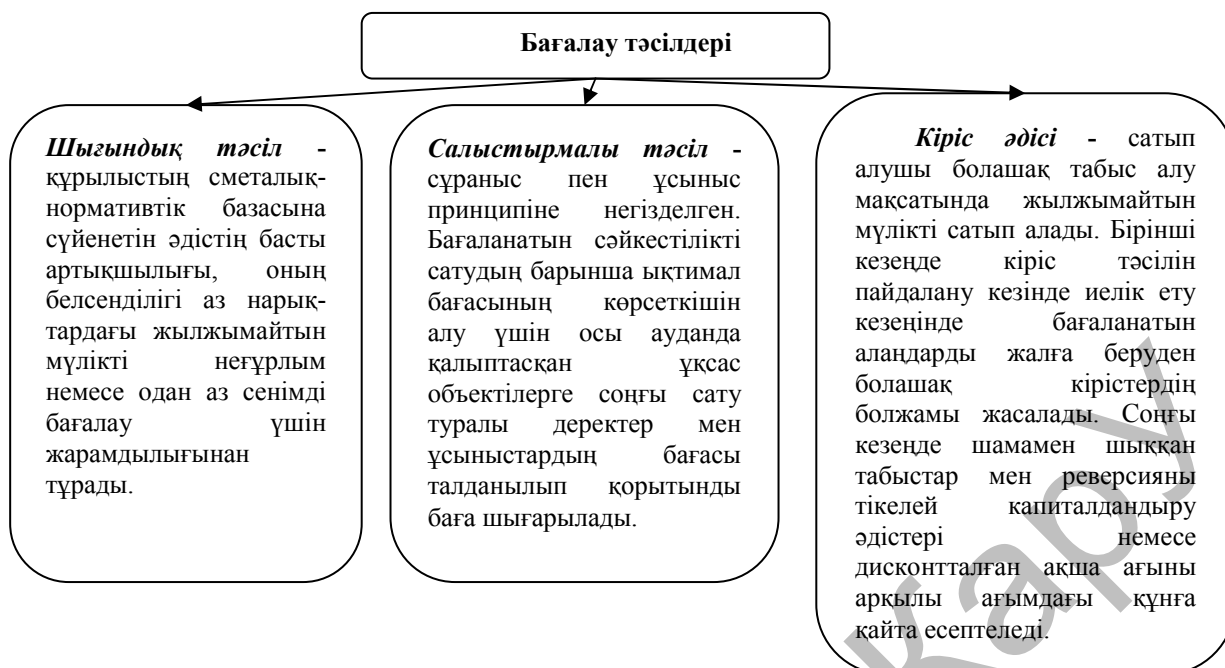 Бағалау тәсілдері
Шығындық тәсіл -
құрылыстың сметалық-
нормативтік базасына
сүйенетін әдістің басты
артықшылығы, оның
белсенділігі аз нарық-
тардағы жылжымайтын
мүлікті неғұрлым
немесе одан аз сенімді
бағалау үшін
жарамдылығынан
тұрады.
Салыстырмалы тәсіл -
сұраныс пен ұсыныс
принципіне негізделген.
Бағаланатын сәйкестілікті
сатудың барынша ықтимал
бағасының көрсеткішін
алу үшін осы ауданда
қалыптасқан ұқсас
объектілерге соңғы сату
туралы деректер мен
ұсыныстардың бағасы
талданылып қорытынды
баға шығарылады.
Кіріс әдісі - сатып
алушы болашақ табыс алу
мақсатында жылжымайтын
мүлікті сатып алады. Бірінші
кезеңде кіріс тәсілін
пайдалану кезінде иелік ету
кезеңінде бағаланатын
алаңдарды жалға беруден
болашақ кірістердің
болжамы жасалады. Соңғы
кезеңде шамамен шыққан
табыстар мен реверсияны
тікелей капиталдандыру
әдістері немесе
дисконтталған ақша ағыны
арқылы ағымдағы құнға
қайта есептеледі.
Кару